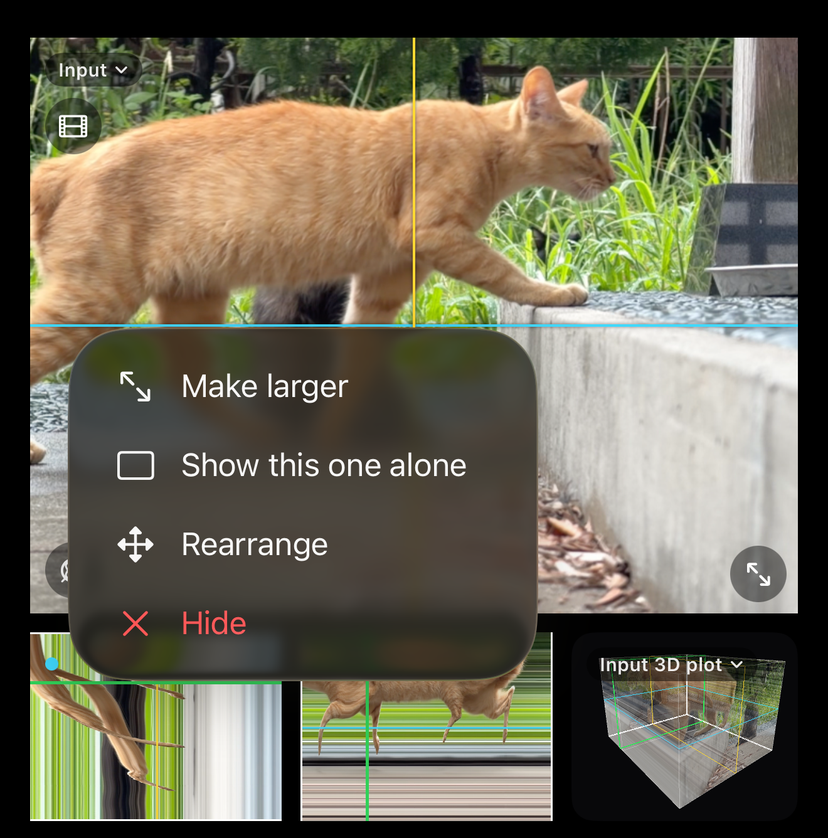 Input
Make larger
Show this one alone
Rearrange
Hide
Input 3D plot